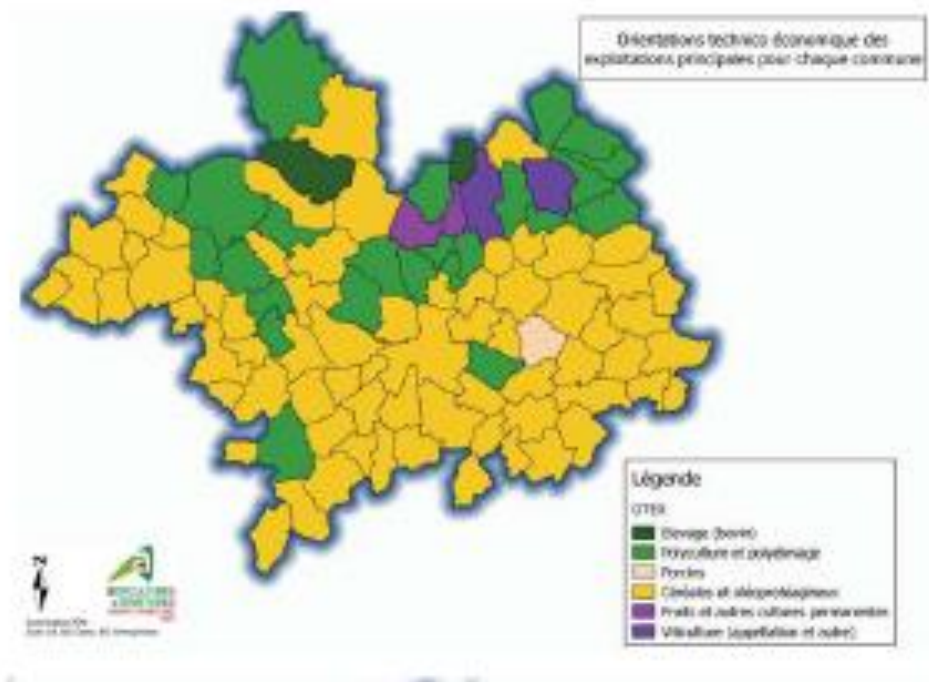 Orientations technico économique des
exploitations principales pour chaque commune
Légende
OTEX
Elevage (bovin)
Polyculture et polyélevage
Porcins
Céréales et oléoprotéagineux
Fruits et autres cultures permanentes
Viticulture (appellation et autre)
N